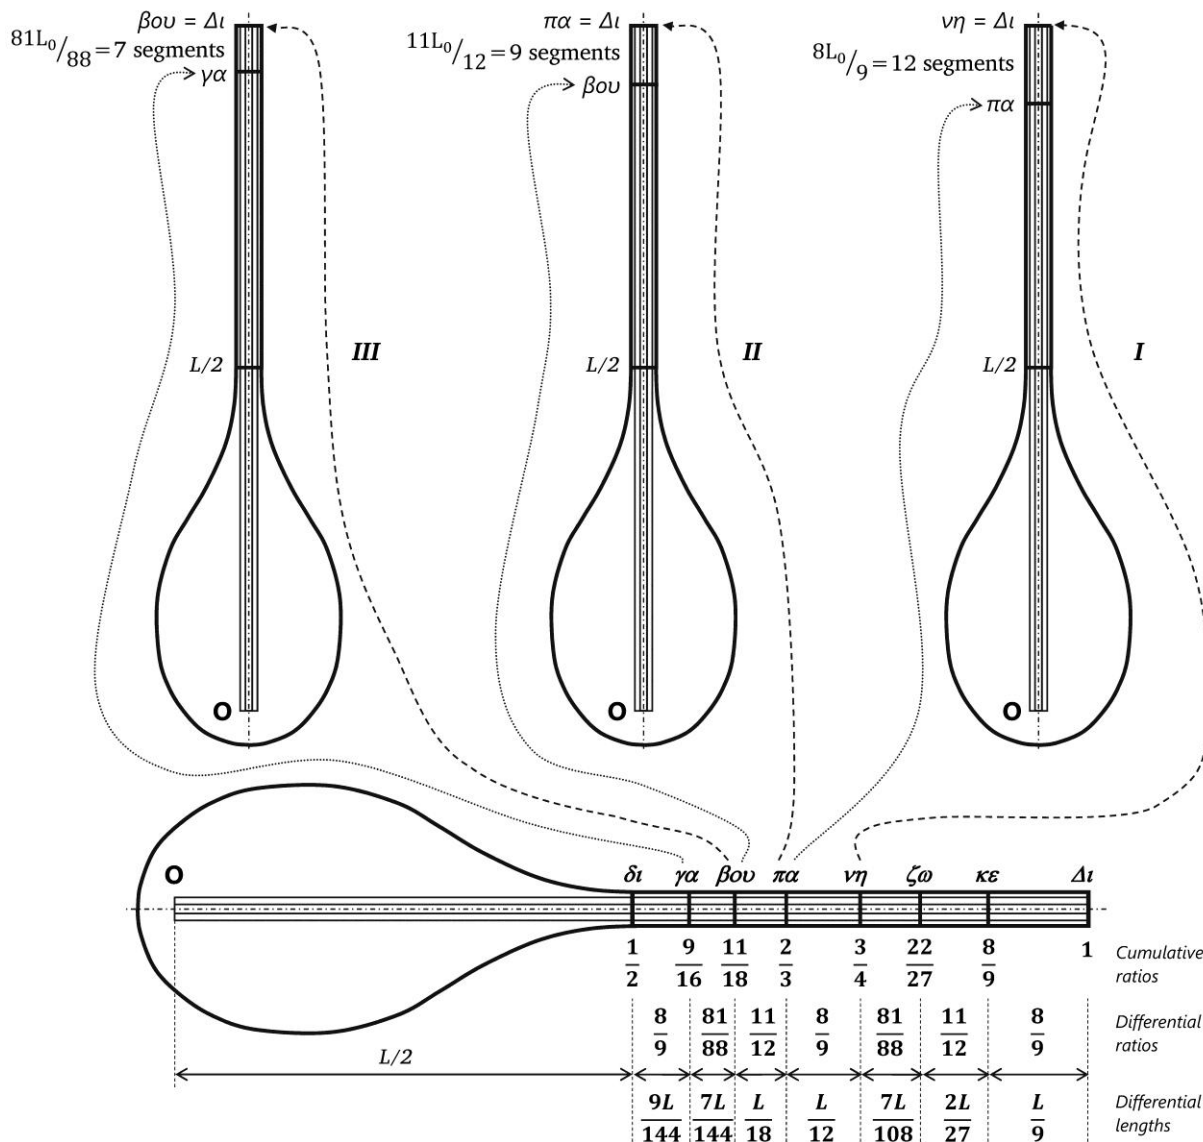 βου = Δι
81L₀/88 = 7 segments
γα
L/2
III
O
πα = Δι
11L₀/12 = 9 segments
βου
L/2
II
O
νη = Δι
8L₀/9 = 12 segments
πα
L/2
I
O
O
δι γα βου πα νη ζω κε Δι
1/2 9/16 11/18 2/3 3/4 22/27 8/9 1 Cumulative
ratios
8/9 81/88 11/12 8/9 81/88 11/12 8/9 Differential
ratios
L/2
9L/144 7L/144 L/18 L/12 7L/108 2L/27 L/9 Differential
lengths